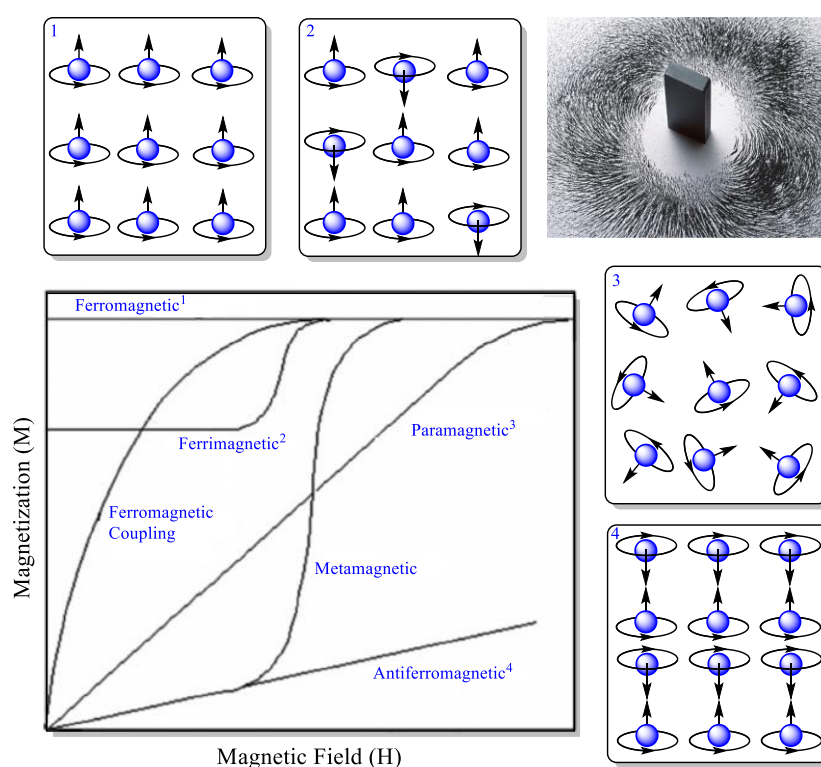 1
2
3
Ferromagnetic¹
Ferrimagnetic²
Paramagnetic³
Ferromagnetic
Coupling
Metamagnetic
Antiferromagnetic⁴
Magnetization (M)
Magnetic Field (H)
4